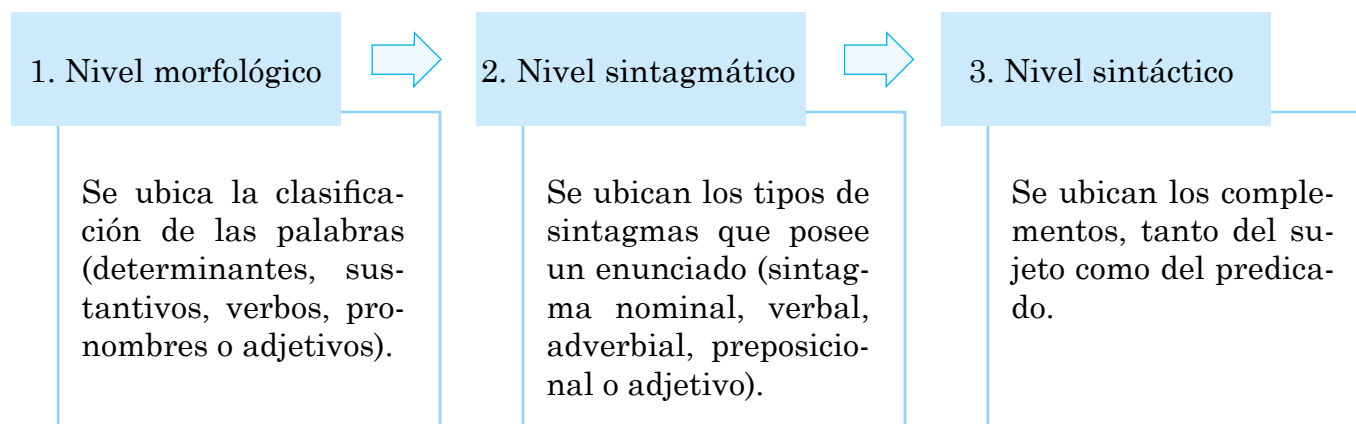 1. Nivel morfológico
Se ubica la clasifica-
ción de las palabras
(determinantes, sus-
tantivos, verbos, pro-
nombres o adjetivos).
2. Nivel sintagmático
Se ubican los tipos de
sintagmas que posee
un enunciado (sintag-
ma nominal, verbal,
adverbial, preposicio-
nal o adjetivo).
3. Nivel sintáctico
Se ubican los comple-
mentos, tanto del su-
jeto como del predica-
do.